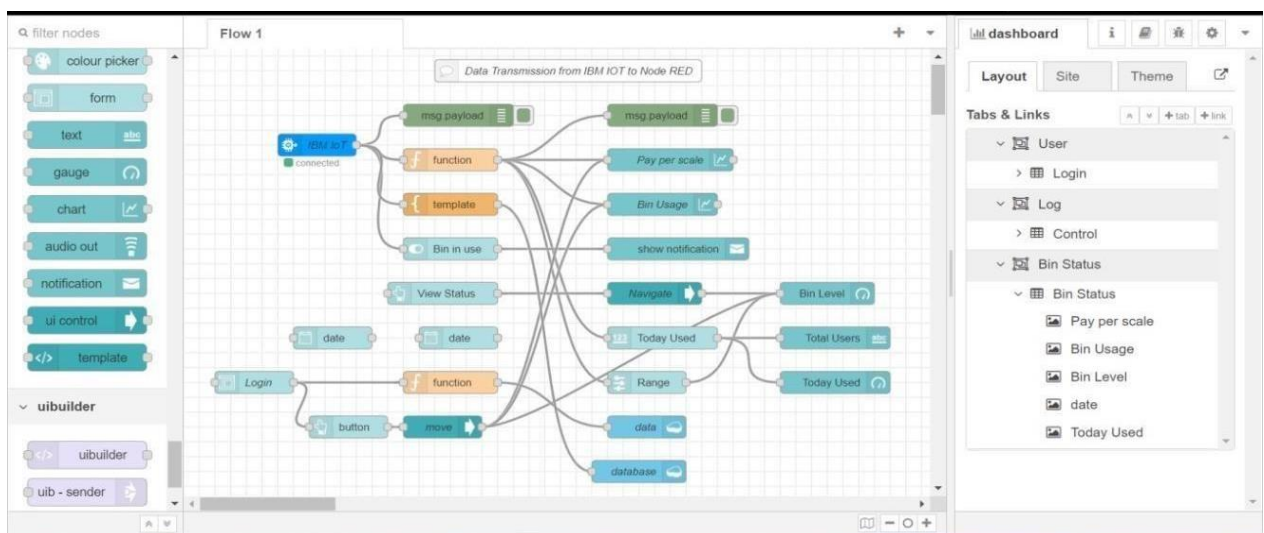 filter nodes
colour picker
form
text
abc
gauge
chart
audio out
notification
ui control
template
uibuilder
uibuilder
uib - sender
Flow 1
Data Transmission from IBM IOT to Node RED
msg.payload
msg.payload
IBM IoT
connected
function
Pay per scale
template
Bin Usage
Bin in use
show notification
View Status
Navigate
Bin Level
date
date
123
Today Used
Total Users
abc
Login
function
Range
Today Used
button
move
data
database
dashboard
i
Layout
Site
Theme
Tabs & Links
+ tab
+ link
User
Login
Log
Control
Bin Status
Bin Status
Pay per scale
Bin Usage
Bin Level
date
Today Used